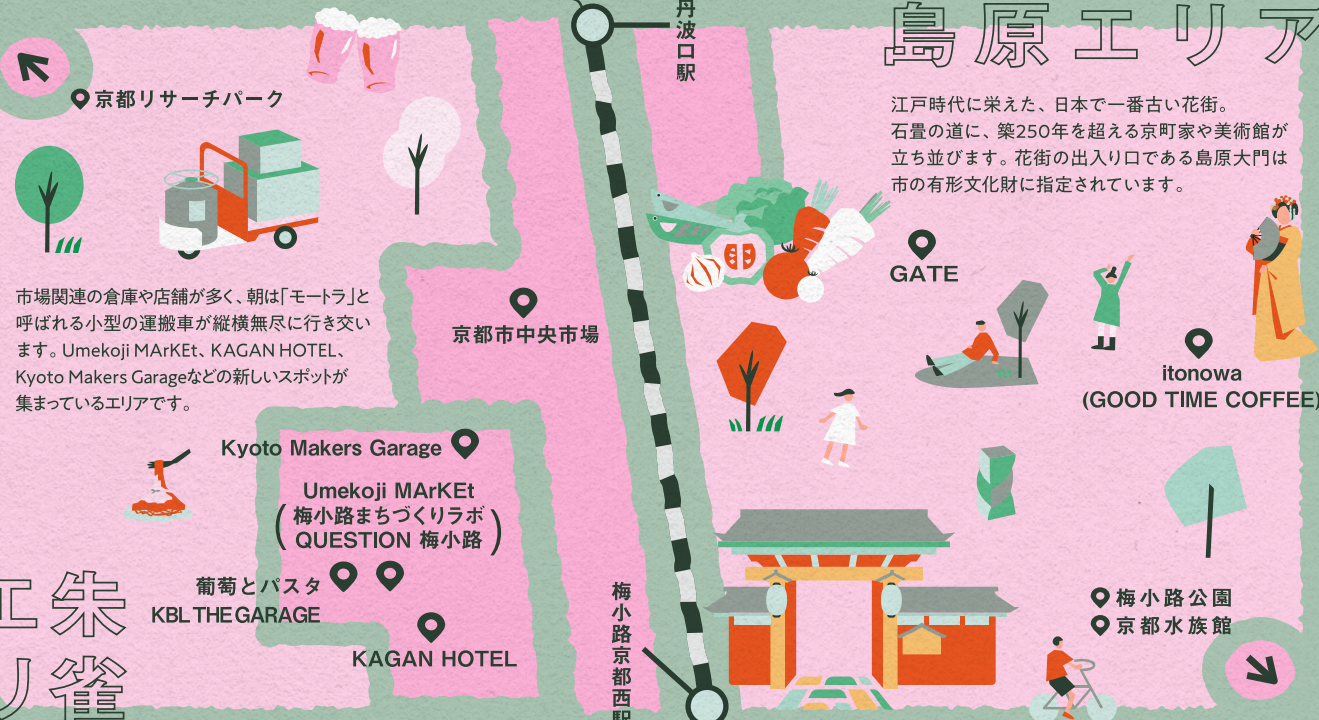 丹波口駅
島原エリア
京都リサーチパーク
江戸時代に栄えた、日本で一番古い花街。
石畳の道に、築250年を超える京町家や美術館が
立ち並びます。花街の出入り口である島原大門は
市の有形文化財に指定されています。
GATE
市場関連の倉庫や店舗が多く、朝は「モートラ」と
呼ばれる小型の運搬車が縦横無尽に行き交い
ます。Umekoji MArKEt、KAGAN HOTEL、
Kyoto Makers Garageなどの新しいスポットが
集まっているエリアです。
京都市中央市場
itonowa
(GOOD TIME COFFEE)
Kyoto Makers Garage
Umekoji MArKEt
(梅小路まちづくりラボ
QUESTION 梅小路)
葡萄とパスタ
KBL THE GARAGE
KAGAN HOTEL
梅小路京都西駅
朱雀
エリ
梅小路公園
京都水族館